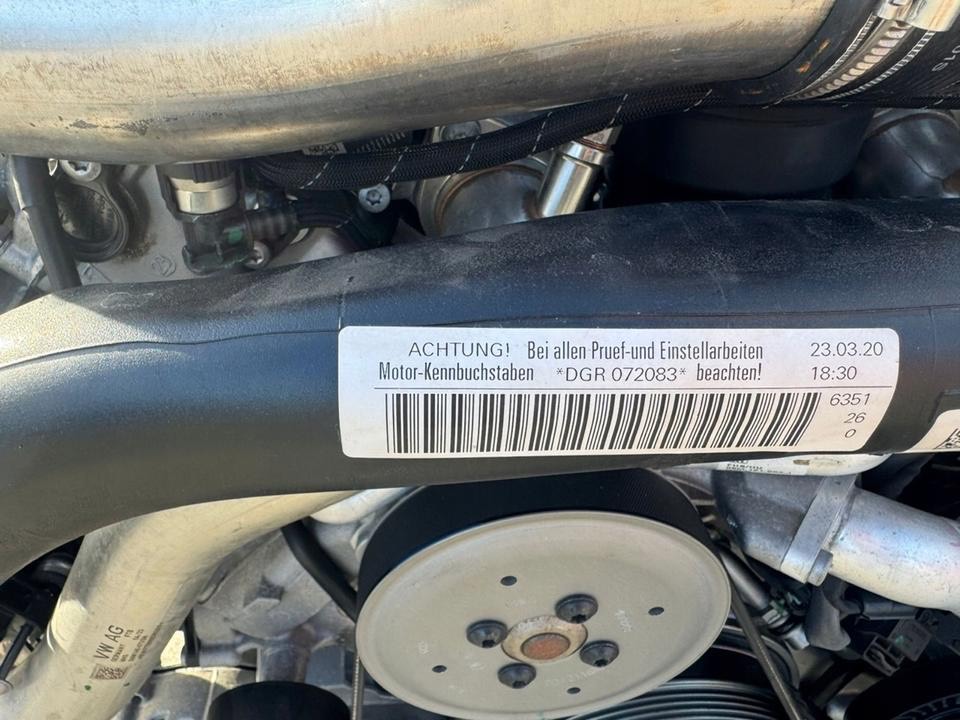 ACHTUNG! Bei allen Pruef-und Einstellarbeiten
Motor-Kennbuchstaben *DGR 072083* beachten!
23.03.20
18:30
6351
26
0
VW AG